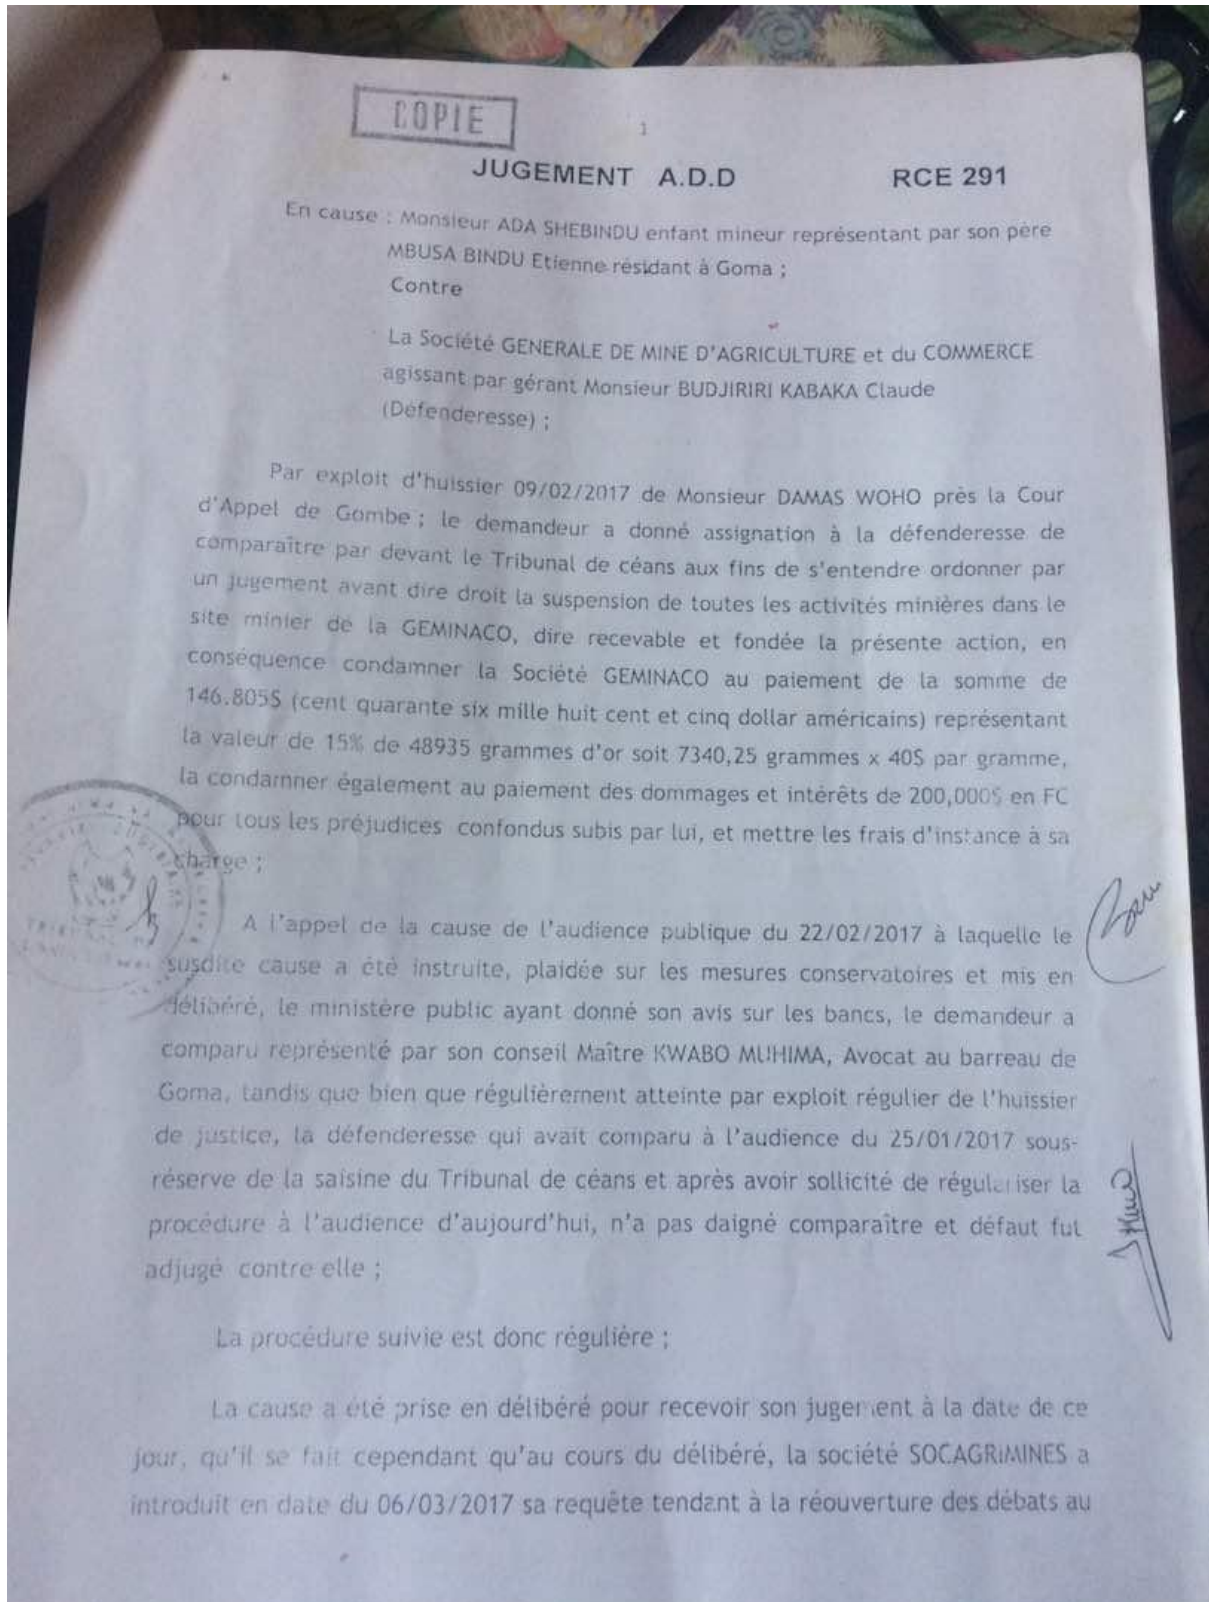 COPIE
1
JUGEMENT A.D.D RCE 291
En cause : Monsieur ADA SHEBINDU enfant mineur représentant par son père
MBUSA BINDU Etienne résidant à Goma ;
Contre
La Société GENERALE DE MINE D'AGRICULTURE et du COMMERCE
agissant par gérant Monsieur BUDJIRIRI KABAKA Claude
(Défenderesse) ;
Par exploit d'huissier 09/02/2017 de Monsieur DAMAS WOHO près la Cour
d'Appel de Gombe ; le demandeur a donné assignation à la défenderesse de
comparaître par devant le Tribunal de céans aux fins de s'entendre ordonner par
un jugement avant dire droit la suspension de toutes les activités minières dans le
site minier de la GEMINACO, dire recevable et fondée la présente action, en
conséquence condamner la Société GEMINACO au paiement de la somme de
146.805$ (cent quarante six mille huit cent et cinq dollar américains) représentant
la valeur de 15% de 48935 grammes d'or soit 7340,25 grammes x 40$ par gramme,
la condamner également au paiement des dommages et intérêts de 200,000$ en FC
pour tous les préjudices confondus subis par lui, et mettre les frais d'instance à sa
charge ;
A l'appel de la cause de l'audience publique du 22/02/2017 à laquelle le
susdite cause a été instruite, plaidée sur les mesures conservatoires et mis en
délibéré, le ministère public ayant donné son avis sur les bancs, le demandeur a
comparu représenté par son conseil Maître KWABO MUHIMA, Avocat au barreau de
Goma, tandis que bien que régulièrement atteinte par exploit régulier de l'huissier
de justice, la défenderesse qui avait comparu à l'audience du 25/01/2017 sous-
réserve de la saisine du Tribunal de céans et après avoir sollicité de régulariser la
procédure à l'audience d'aujourd'hui, n'a pas daigné comparaître et défaut fut
adjugé contre elle ;
La procédure suivie est donc régulière ;
La cause a été prise en délibéré pour recevoir son jugement à la date de ce
jour, qu'il se fait cependant qu'au cours du délibéré, la société SOCAGRIMINES a
introduit en date du 06/03/2017 sa requête tendant à la réouverture des débats au